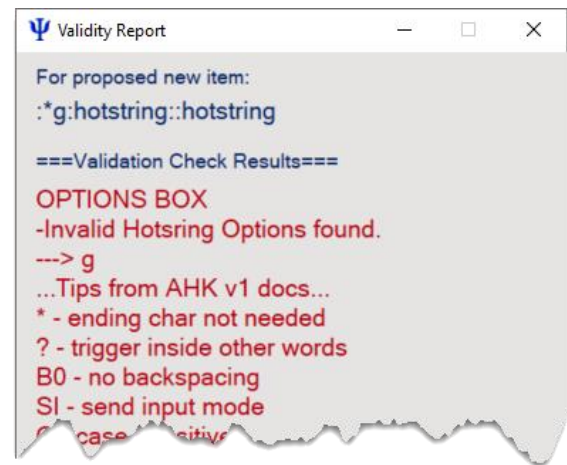 Validity Report
For proposed new item:
:*g:hotstring::hotstring
===Validation Check Results===
OPTIONS BOX
-Invalid Hotsring Options found.
---> g
...Tips from AHK v1 docs...
* - ending char not needed
? - trigger inside other words
B0 - no backspacing
SI - send input mode
case